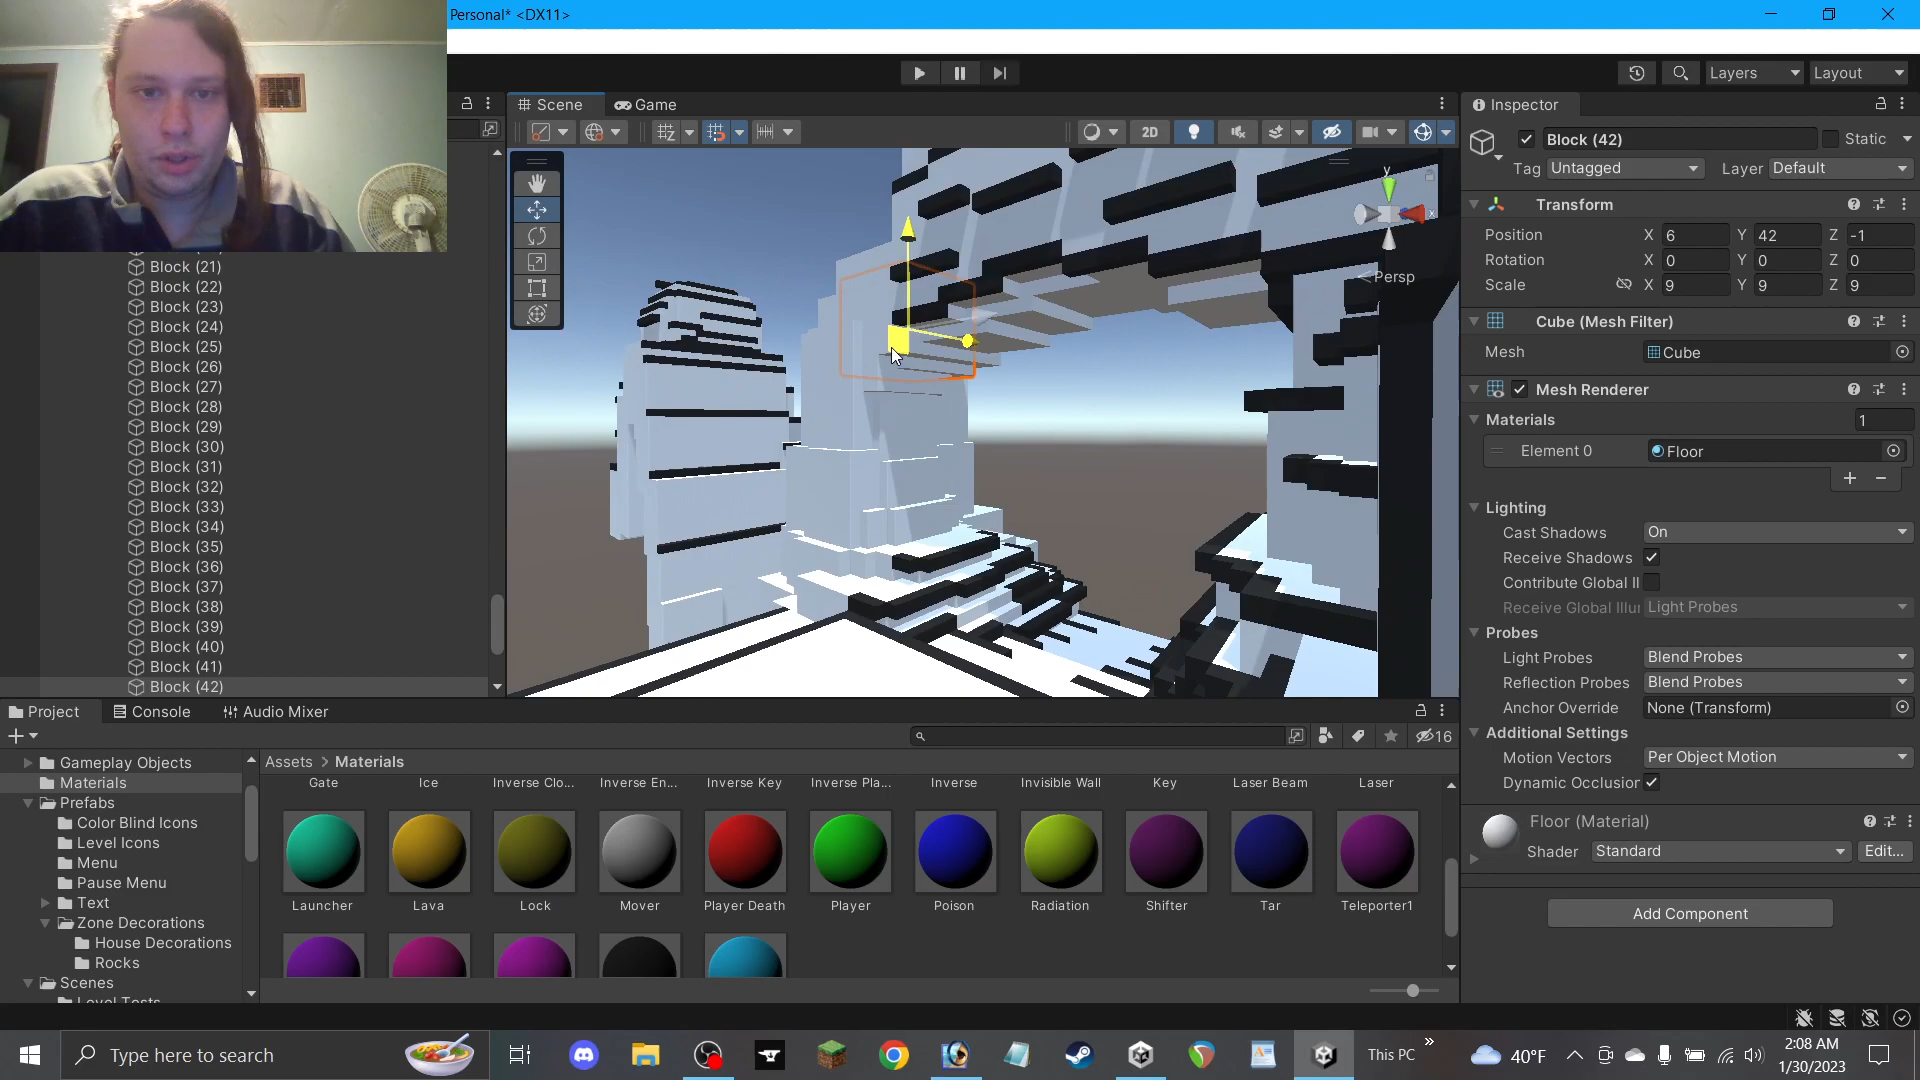 Personal* <DX11>
Layers
Layout
Scene
Game
2D
y
x
Persp
Inspector
Block (42)
Static
Tag Untagged
Layer Default
Transform
Position X 6 Y 42 Z -1
Rotation X 0 Y 0 Z 0
Scale X 9 Y 9 Z 9
Cube (Mesh Filter)
Mesh Cube
Mesh Renderer
Materials 1
Element 0 Floor
Lighting
Cast Shadows On
Receive Shadows
Contribute Global Il
Receive Global Illur Light Probes
Probes
Light Probes Blend Probes
Reflection Probes Blend Probes
Anchor Override None (Transform)
Additional Settings
Motion Vectors Per Object Motion
Dynamic Occlusion
Floor (Material)
Shader Standard Edit...
Add Component
Block (21)
Block (22)
Block (23)
Block (24)
Block (25)
Block (26)
Block (27)
Block (28)
Block (29)
Block (30)
Block (31)
Block (32)
Block (33)
Block (34)
Block (35)
Block (36)
Block (37)
Block (38)
Block (39)
Block (40)
Block (41)
Block (42)
Project
Console
Audio Mixer
16
Gameplay Objects
Materials
Prefabs
Color Blind Icons
Level Icons
Menu
Pause Menu
Text
Zone Decorations
House Decorations
Rocks
Scenes
Level Tests
Assets > Materials
Gate Ice Inverse Clo... Inverse En... Inverse Key Inverse Pla... Inverse Invisible Wall Key Laser Beam Laser
Launcher Lava Lock Mover Player Death Player Poison Radiation Shifter Tar Teleporter1
Type here to search
This PC
40°F
2:08 AM
1/30/2023